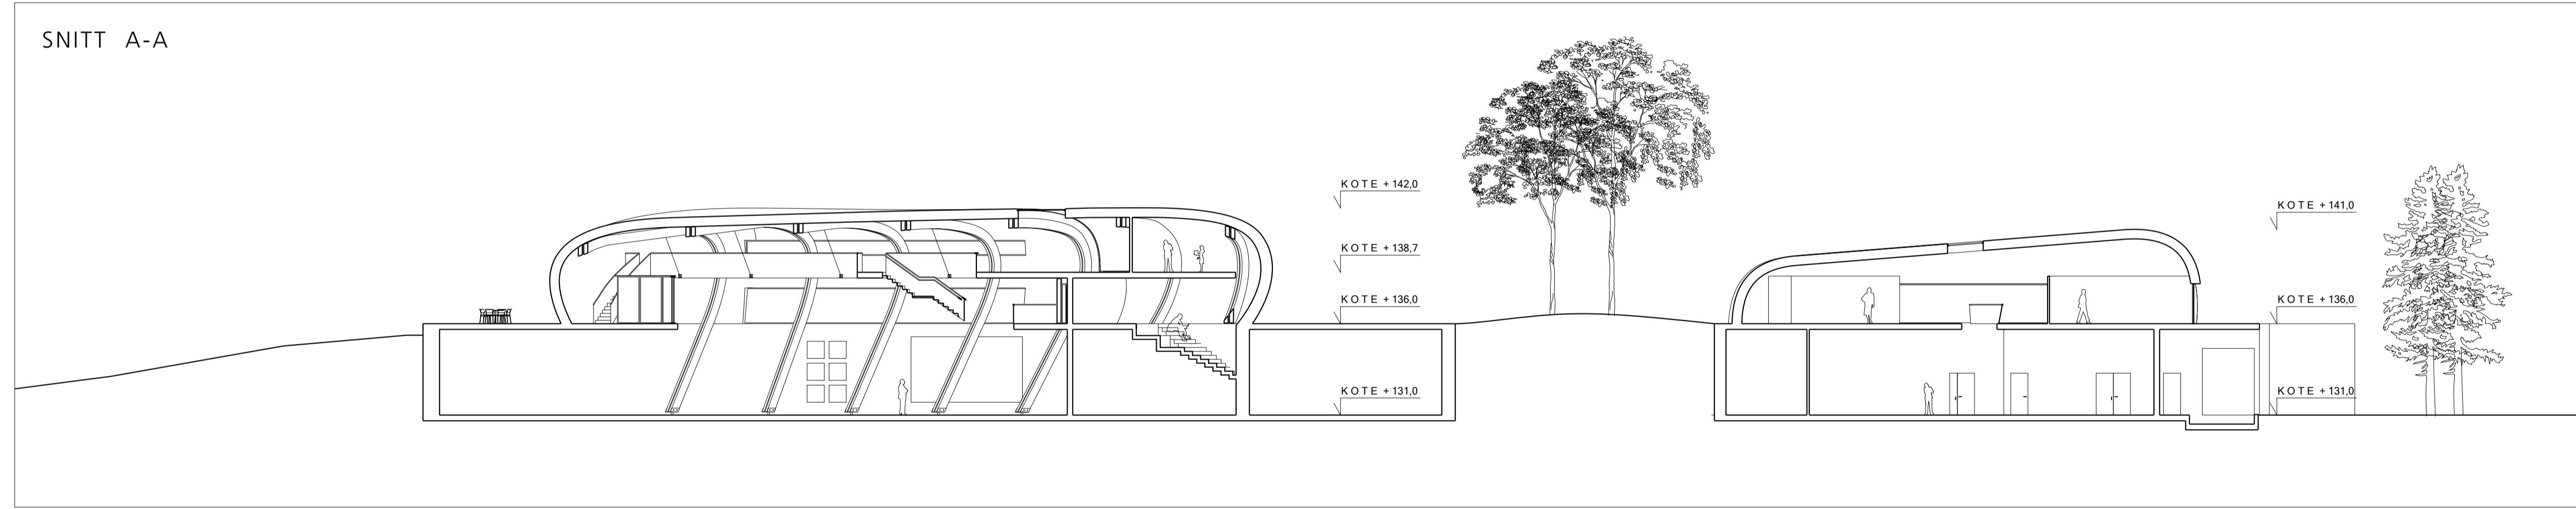 SNITT A-A
KOTE + 142,0
KOTE + 141,0
KOTE + 138,7
KOTE + 136,0
KOTE + 136,0
KOTE + 131,0
KOTE + 131,0